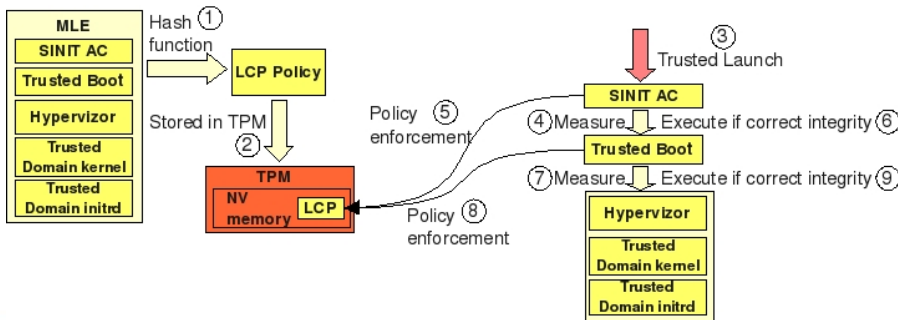 MLE
SINIT AC
Trusted Boot
Hypervizor
Trusted
Domain kernel
Trusted
Domain initrd
Hash ①
function
LCP Policy
Stored in TPM
②
TPM
NV
memory
LCP
③
Trusted Launch
SINIT AC
Policy ⑤
enforcement
④ Measure
Execute if correct integrity ⑥
Trusted Boot
⑦ Measure
Execute if correct integrity ⑨
Policy ⑧
enforcement
Hypervizor
Trusted
Domain kernel
Trusted
Domain initrd